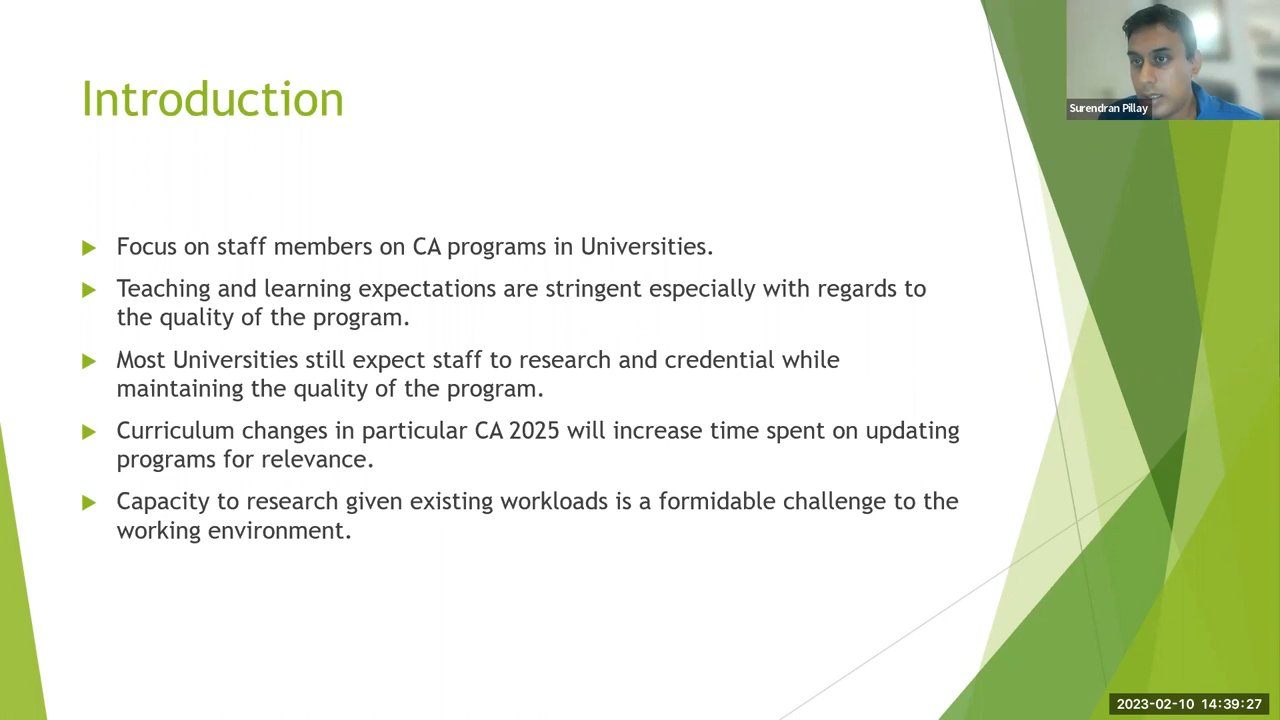 Introduction
Surendran Pillay
Focus on staff members on CA programs in Universities.
Teaching and learning expectations are stringent especially with regards to
the quality of the program.
Most Universities still expect staff to research and credential while
maintaining the quality of the program.
Curriculum changes in particular CA 2025 will increase time spent on updating
programs for relevance.
Capacity to research given existing workloads is a formidable challenge to the
working environment.
2023-02-10 14:39:27